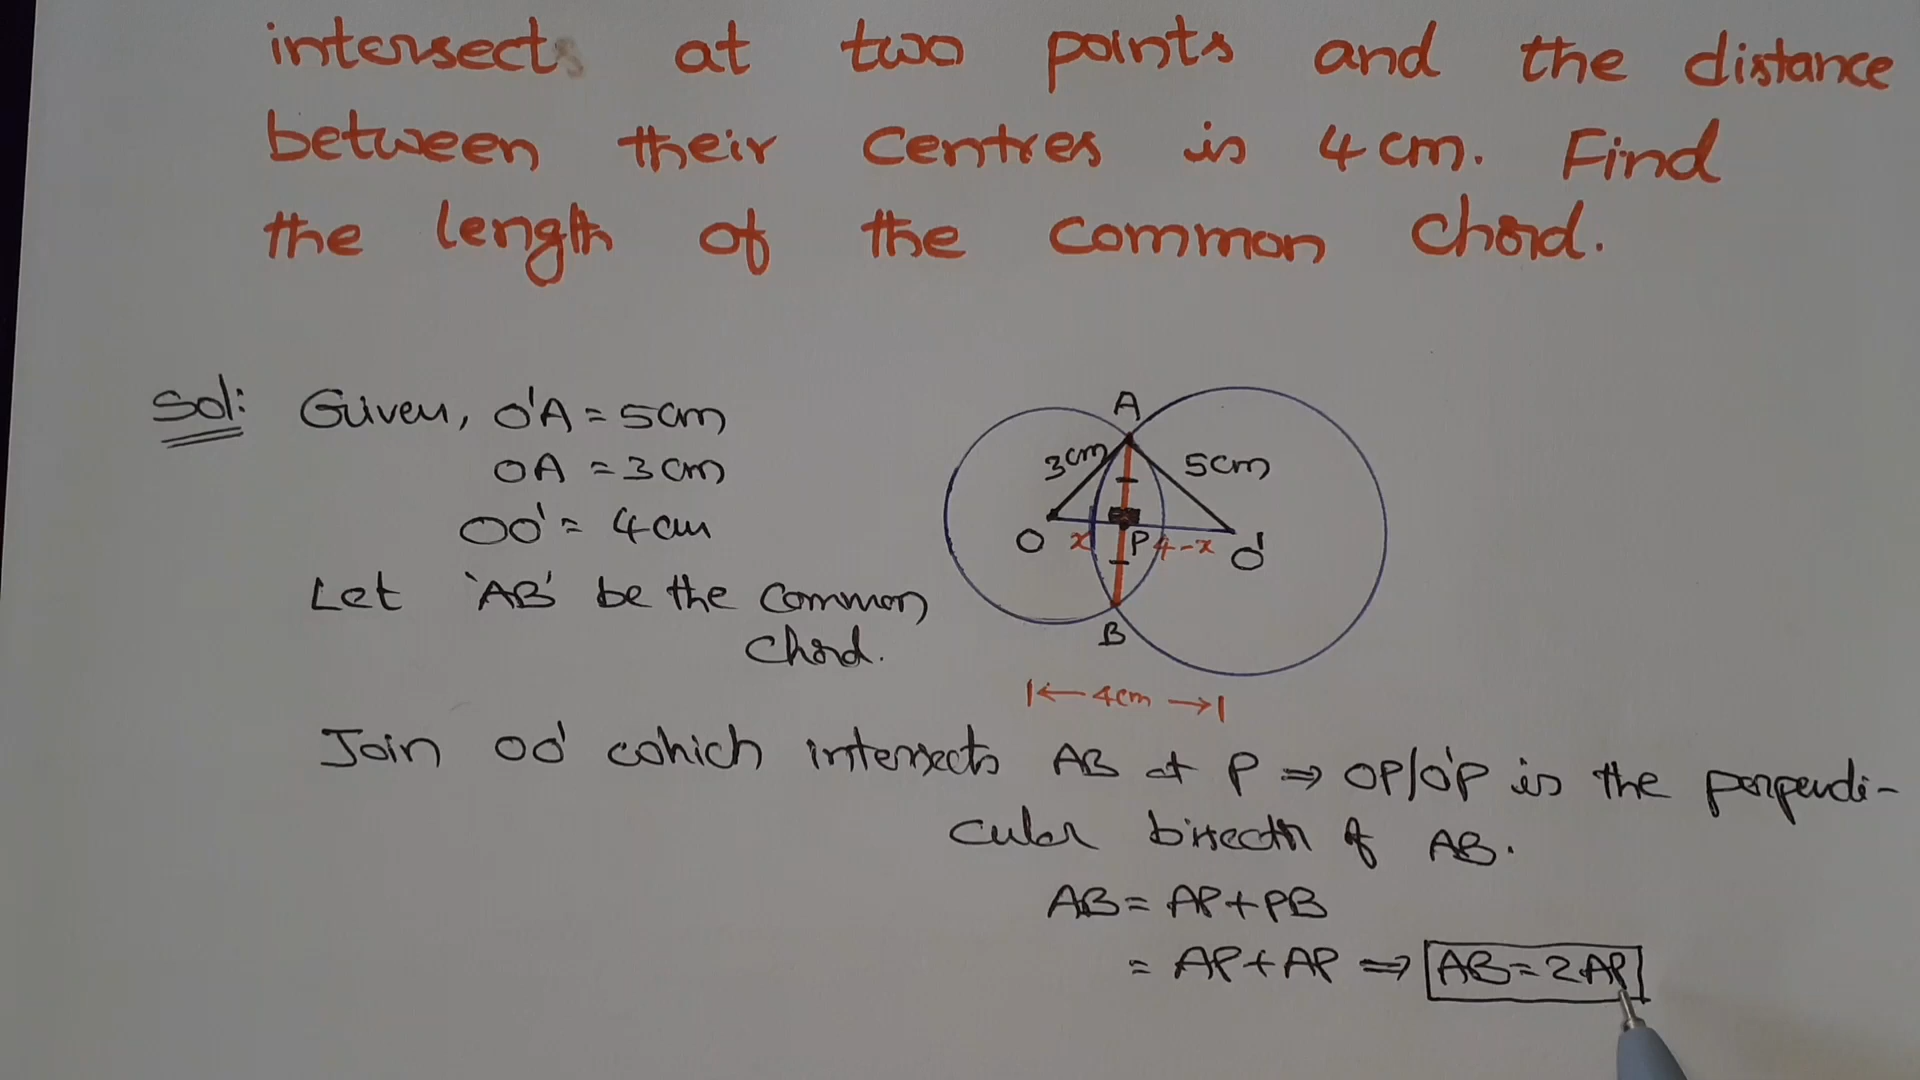 intersects at two points and the distance
between their centres is 4 cm. Find
the length of the common chord.
Sol: Given, O'A = 5cm
OA = 3cm
OO' = 4cm
Let 'AB' be the common
chord.
A
3cm
5cm
O
x
P
4-x
O'
B
4cm
Join OO' which intersects AB at P ⇒ OP/O'P is the perpendi-
cular bisector of AB.
AB = AP+PB
= AP+AP ⇒ AB = 2AP